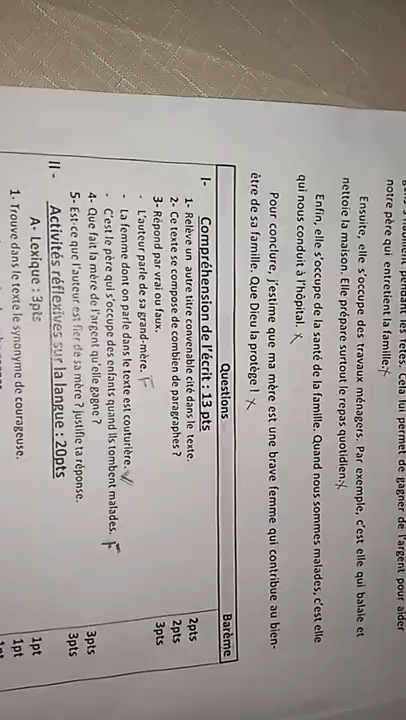 pendant les fêtes. Cela lui permet de gagner de l'argent pour aider
notre père qui entretient la famille.
Ensuite, elle s'occupe des travaux ménagers. Par exemple, c'est elle qui balaie et
nettoie la maison. Elle prépare surtout le repas quotidien.
Enfin, elle s'occupe de la santé de la famille. Quand nous sommes malades, c'est elle
qui nous conduit à l'hôpital.
Pour conclure, j'estime que ma mère est une brave femme qui contribue au bien-
être de sa famille. Que Dieu la protège !
Questions Barème
I- Compréhension de l'écrit : 13 pts
1- Relève un autre titre convenable cité dans le texte. 2pts
2- Ce texte se compose de combien de paragraphes ? 2pts
3- Répond par vrai ou faux. 3pts
- L'auteur parle de sa grand-mère. F
- La femme dont on parle dans le texte est couturière. V
- C'est le père qui s'occupe des enfants quand ils tombent malades. F
4- Que fait la mère de l'argent qu'elle gagne ? 3pts
5- Est-ce que l'auteur est fier de sa mère ? justifie ta réponse. 3pts
II - Activités réflexives sur la langue : 20pts
A- Lexique : 3pts 1pt
1- Trouve dans le texte le synonyme de courageuse. 1pt